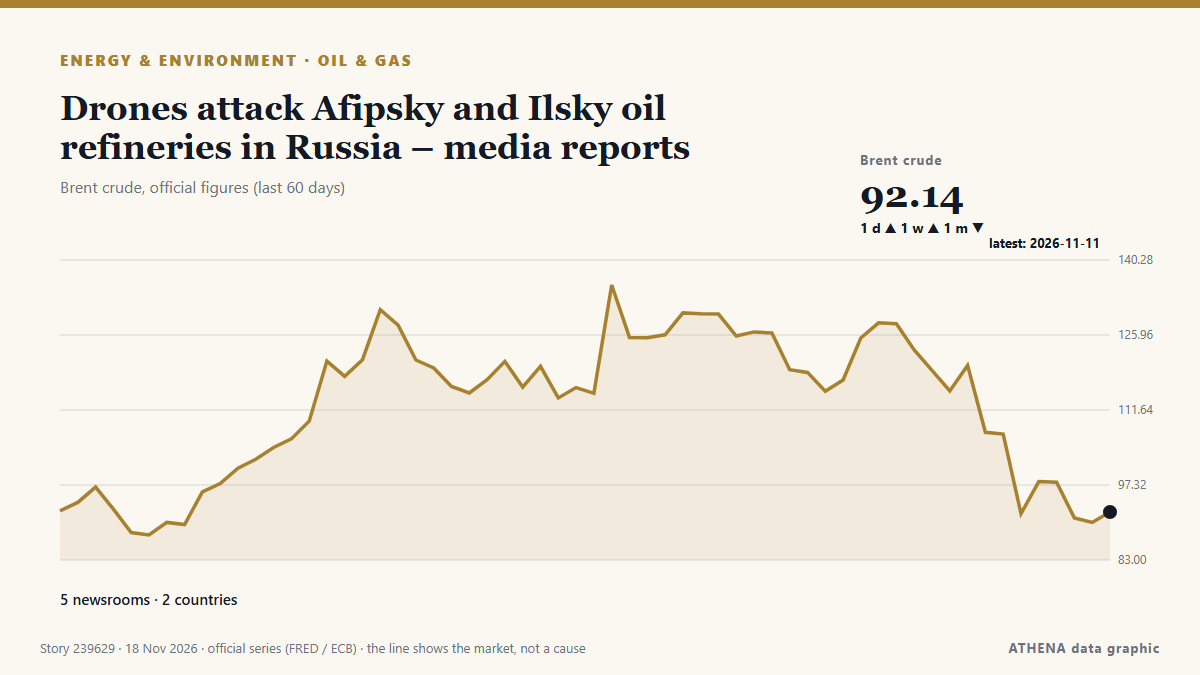 ENERGY & ENVIRONMENT · OIL & GAS
Drones attack Afipsky and Ilsky oil
refineries in Russia – media reports
Brent crude, official figures (last 60 days)
Brent crude
92.14
1 d ▲ 1 w ▲ 1 m ▼
latest: 2026-11-11
140.28
125.96
111.64
97.32
83.00
5 newsrooms · 2 countries
Story 239629 · 18 Nov 2026 · official series (FRED / ECB) · the line shows the market, not a cause
ATHENA data graphic